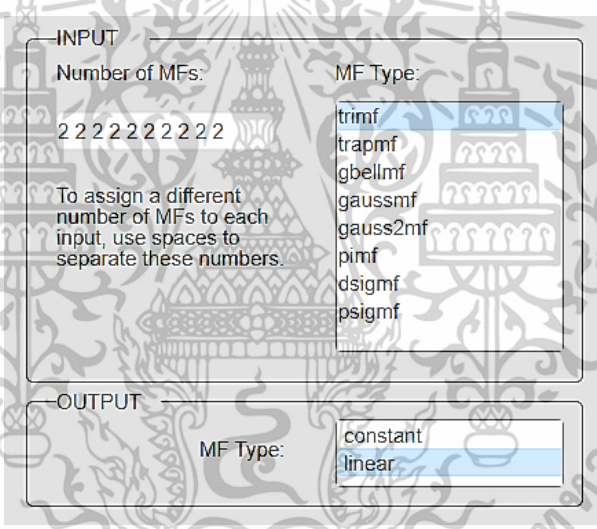 INPUT
Number of MFs:
2 2 2 2 2 2 2 2 2 2
To assign a different
number of MFs to each
input, use spaces to
separate these numbers.
MF Type:
trimf
trapmf
gbellmf
gaussmf
gauss2mf
pimf
dsigmf
psigmf
OUTPUT
MF Type:
constant
linear